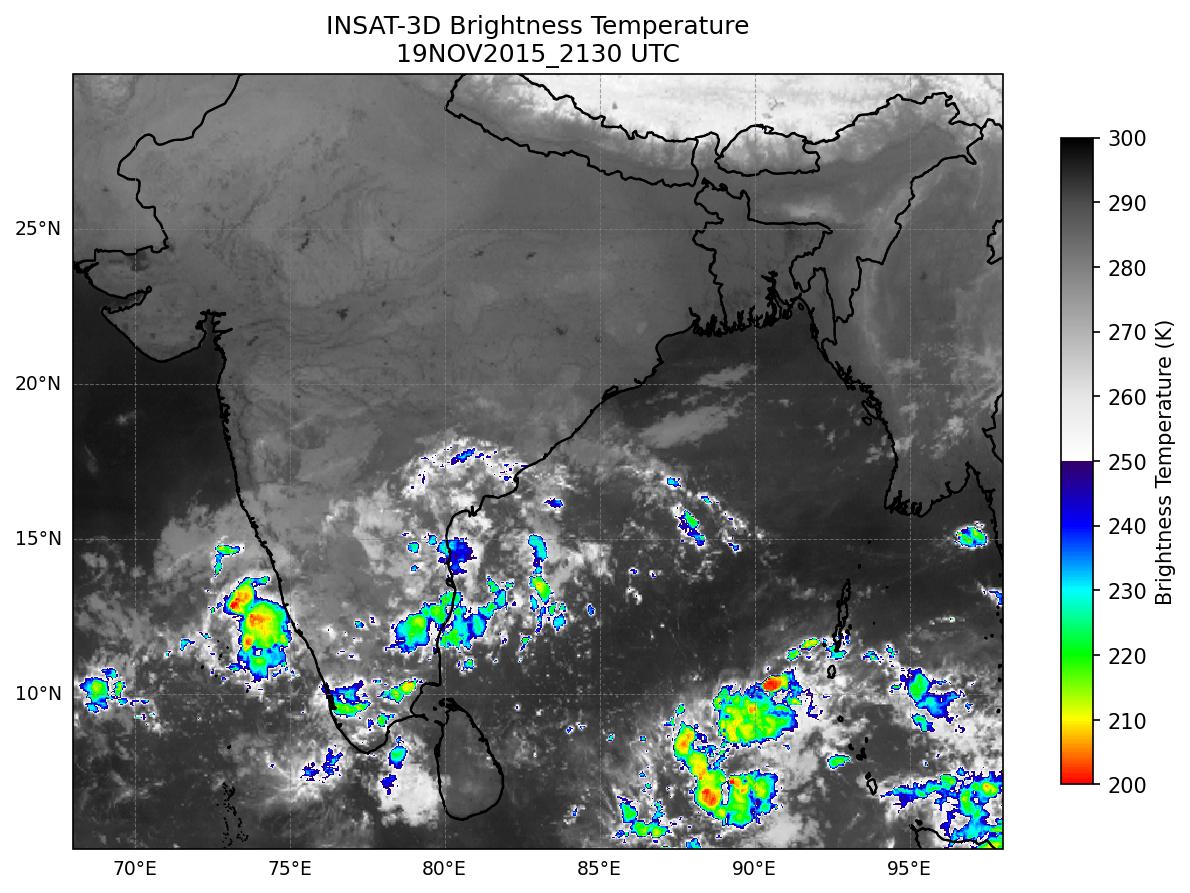 INSAT-3D Brightness Temperature
19NOV2015_2130 UTC
25°N
20°N
15°N
10°N
70°E
75°E
80°E
85°E
90°E
95°E
300
290
280
270
260
250
240
230
220
210
200
Brightness Temperature (K)